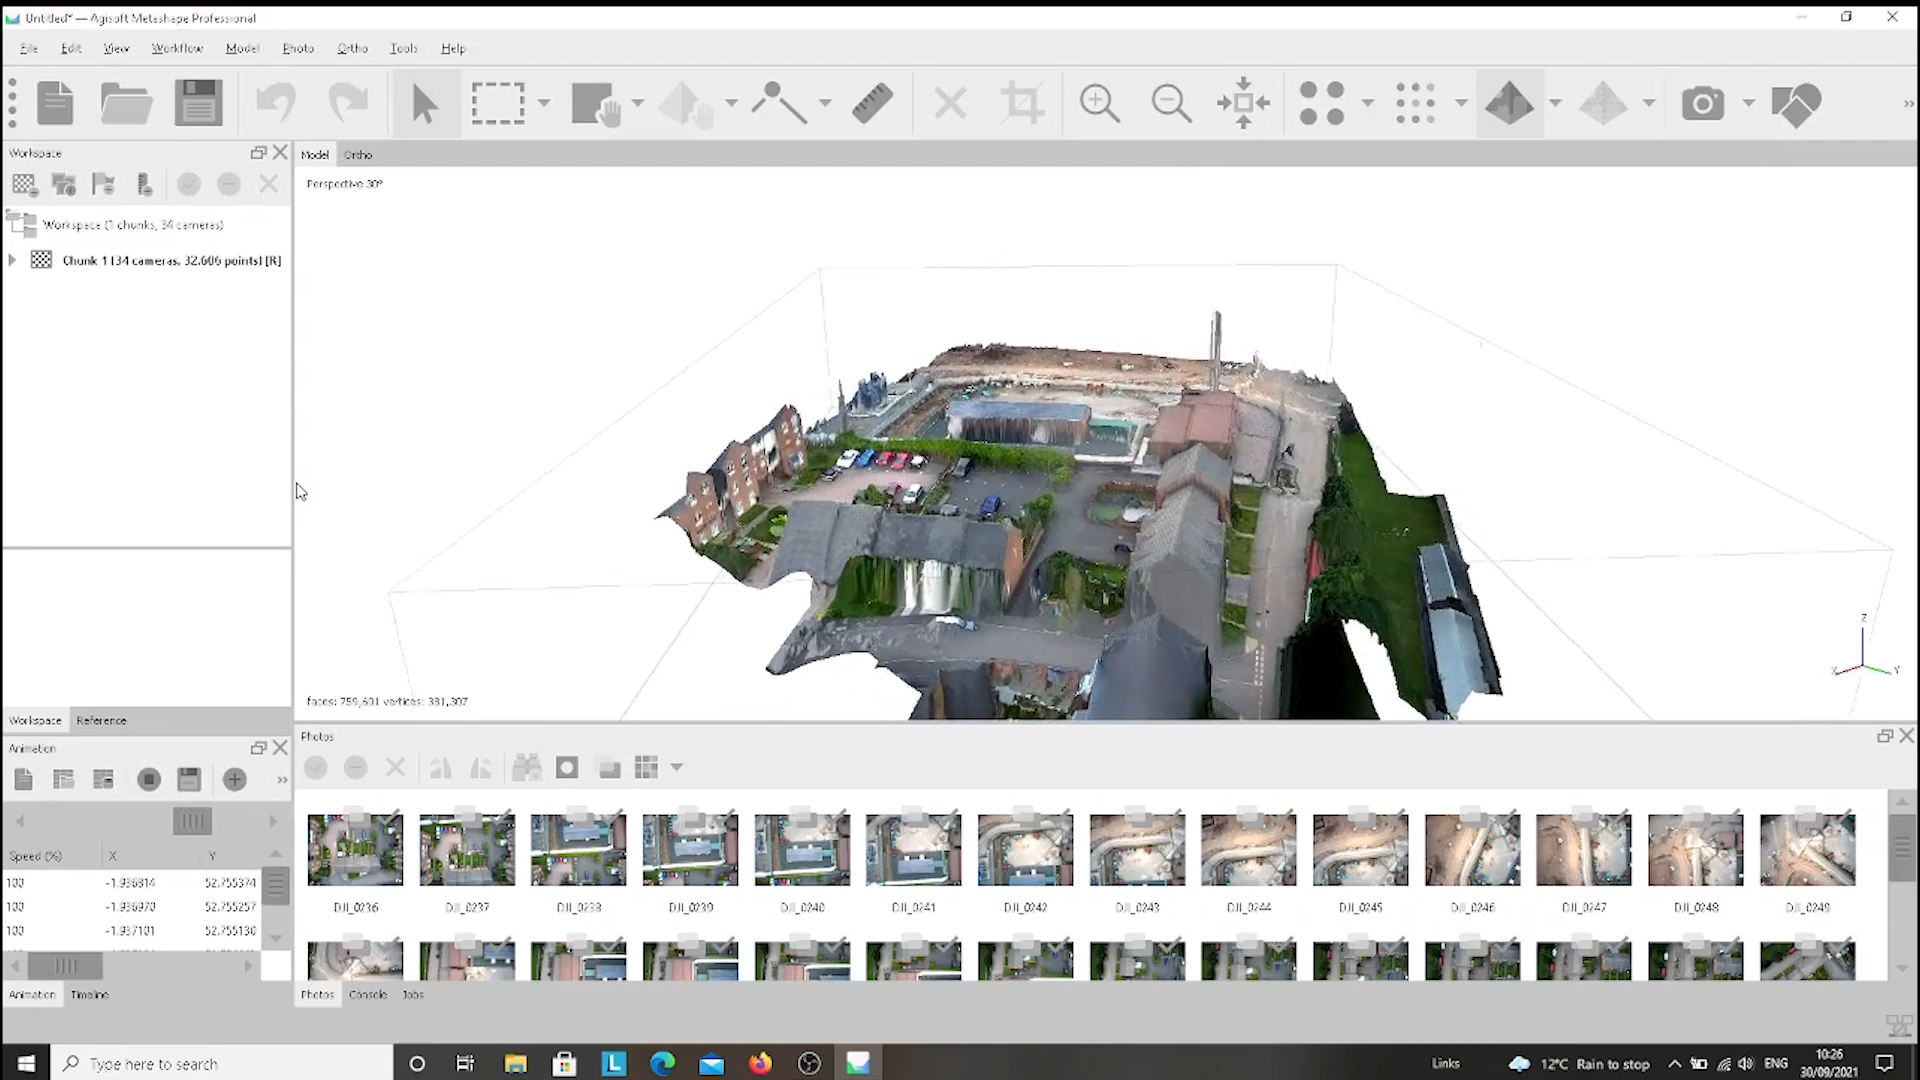 Untitled* — Agisoft Metashape Professional
File Edit View Workflow Model Photo Ortho Tools Help
Workspace
Model Ortho
Perspective 30°
Workspace (1 chunks, 34 cameras)
Chunk 1 (34 cameras, 32,606 points) [R]
Z
X Y
faces: 759,601 vertices: 381,307
Workspace Reference
Photos
Animation
Speed (%) X Y
100 -1.936814 52.755374
100 -1.936970 52.755257
100 -1.937101 52.755130
DJI_0236 DJI_0237 DJI_0238 DJI_0239 DJI_0240 DJI_0241 DJI_0242 DJI_0243 DJI_0244 DJI_0245 DJI_0246 DJI_0247 DJI_0248 DJI_0249
Animation Timeline
Photos Console Jobs
Type here to search
L
Links
12°C Rain to stop
ENG
10:26
30/09/2021